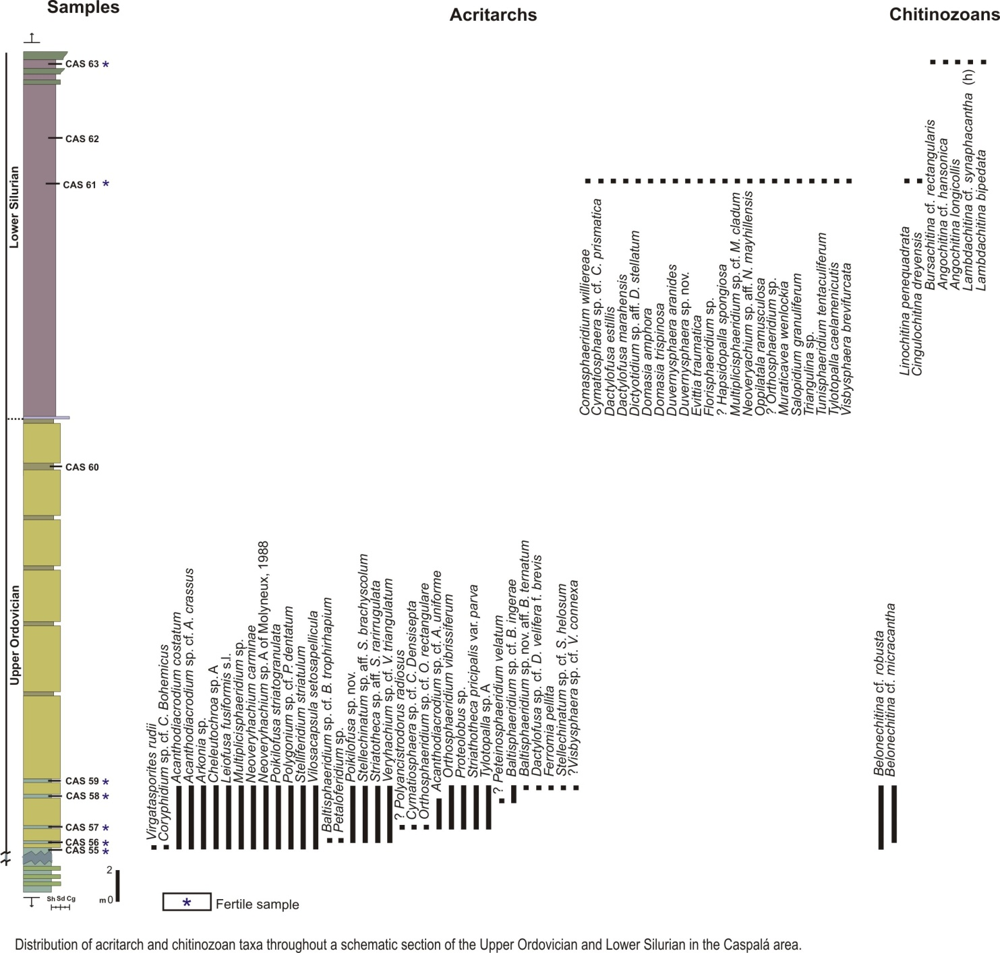 Samples
Acritarchs
Chitinozoans
CAS 63 *
CAS 62
CAS 61 *
Lower Silurian
CAS 60
Upper Ordovician
CAS 59 *
CAS 58 *
CAS 57 *
CAS 56 *
CAS 55 *
Virgatasporites rudii
Coryphidium sp. cf. C. Bohemicus
Acanthodiacrodium costatum
Acanthodiacrodium sp. cf. A. crassus
Arkonia sp.
Cheleutochroa sp. A
Leiofusa fusiformis s.l.
Multiplicisphaeridium sp.
Neoveryhachium carminae
Neoveryhachium sp. A of Molyneux, 1988
Poikilofusa striatogranulata
Polygonium sp. cf. P. dentatum
Stelliferidium striatulum
Vilosacapsula setosapellicula
Baltisphaeridium sp. cf. B. trophirhapium
Petaloferidium sp.
Poikilofusa sp. nov.
Stellechinatum sp. aff. S. brachyscolum
Striatotheca sp. aff. S. rarirrugulata
Veryhachium sp. cf. V. triangulatum
? Polyancistrodorus radiosus
Cymatiosphaera sp. cf. C. Densisepta
Orthosphaeridium sp. cf. O. rectangulare
Acanthodiacrodium sp. cf. A. uniforme
Orthosphaeridium vibrissiferum
Proteolobus sp.
Striathotheca pricipalis var. parva
Tylotopalla sp. A
? Peteinosphaeridium velatum
Baltisphaeridium sp. cf. B. ingerae
Baltisphaeridium sp. nov. aff. B. ternatum
Dactylofusa sp. cf. D. velifera f. brevis
Ferromia pellita
Stellechinatum sp. cf. S. helosum
?Visbysphaera sp. cf. V. connexa
Comasphaeridium williereae
Cymatiosphaera sp. cf. C. prismatica
Dactylofusa estillis
Dactylofusa marahensis
Dictyotidium sp. aff. D. stellatum
Domasia amphora
Domasia trispinosa
Duvernysphaera aranides
Duvernysphaera sp. nov.
Evittia traumatica
Florisphaeridium sp.
? Hapsidopalla spongiosa
Multiplicisphaeridium sp. cf. M. cladum
Neoveryachium sp. aff. N. mayhillensis
Oppilatala ramusculosa
? Orthosphaeridium sp.
Muraticavea wenlockia
Salopidium granuliferum
Triangulina sp.
Tunisphaeridium tentaculiferum
Tylotopalla caelamenicutis
Visbysphaera brevifurcata
Belonechitina cf. robusta
Belonechitina cf. micracantha
Linochitina penequadrata
Cingulochitina dreyensis
Bursachitina cf. rectangularis
Angochitina cf. hansonica
Angochitina longicollis
Lambdachitina cf. synaphacantha (h)
Lambdachitina bipedata
2
m 0
Sh Sd Cg
* Fertile sample
Distribution of acritarch and chitinozoan taxa throughout a schematic section of the Upper Ordovician and Lower Silurian in the Caspalá area.